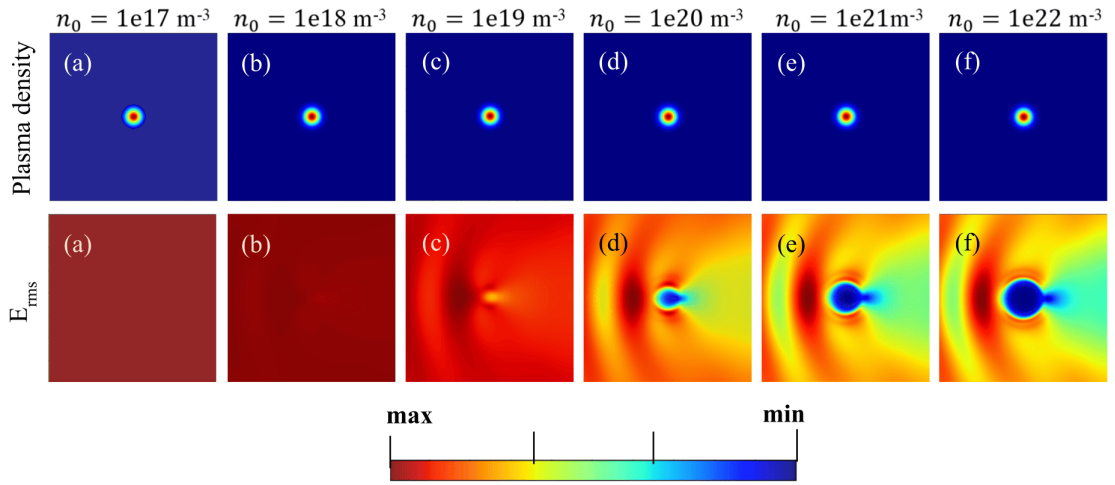 n₀ = 1e17 m⁻³ n₀ = 1e18 m⁻³ n₀ = 1e19 m⁻³ n₀ = 1e20 m⁻³ n₀ = 1e21m⁻³ n₀ = 1e22 m⁻³
Plasma density
(a) (b) (c) (d) (e) (f)
E_rms
(a) (b) (c) (d) (e) (f)
max min